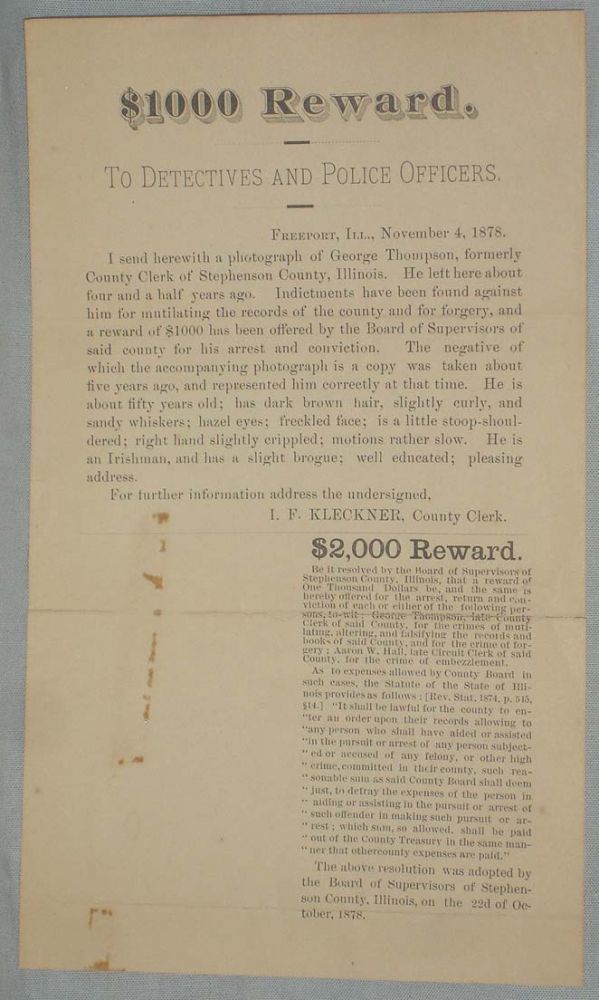 $1000 Reward.
TO DETECTIVES AND POLICE OFFICERS.
FREEPORT, ILL., November 4, 1878.
I send herewith a photograph of George Thompson, formerly
County Clerk of Stephenson County, Illinois. He left here about
four and a half years ago. Indictments have been found against
him for mutilating the records of the county and for forgery, and
a reward of $1000 has been offered by the Board of Supervisors of
said county for his arrest and conviction. The negative of
which the accompanying photograph is a copy was taken about
five years ago, and represented him correctly at that time. He is
about fifty years old; has dark brown hair, slightly curly, and
sandy whiskers; hazel eyes; freckled face; is a little stoop-shoul-
dered; right hand slightly crippled; motions rather slow. He is
an Irishman, and has a slight brogue; well educated; pleasing
address.
For further information address the undersigned,
I. F. KLECKNER, County Clerk.
$2,000 Reward.
Be it resolved by the Board of Supervisors of
Stephenson County, Illinois, that a reward of
One Thousand Dollars be, and the same is
hereby offered for the arrest, return and con-
viction of each or either of the following per-
sons, to-wit: George Thompson, late County
Clerk of said County, for the crimes of muti-
lating, altering, and falsifying the records and
books of said County, and for the crime of for-
gery; Aaron W. Hall, late Circuit Clerk of said
County, for the crime of embezzlement.
As to expenses allowed by County Board in
such cases, the Statute of the State of Illi-
nois provides as follows: [Rev. Stat. 1874, p. 545,
§14.] "It shall be lawful for the county to en-
"ter an order upon their records allowing to
"any person who shall have aided or assisted
"in the pursuit or arrest of any person subject-
"ed or accused of any felony, or other high
"crime, committed in their county, such rea-
"sonable sum as said County Board shall deem
"just, to defray the expenses of the person in
"aiding or assisting in the pursuit or arrest of
"such offender in making such pursuit or ar-
"rest; which sum, so allowed, shall be paid
"out of the County Treasury in the same man-
"ner that other county expenses are paid."
The above resolution was adopted by
the Board of Supervisors of Stephen-
son County, Illinois, on the 22d of Oc-
tober, 1878.